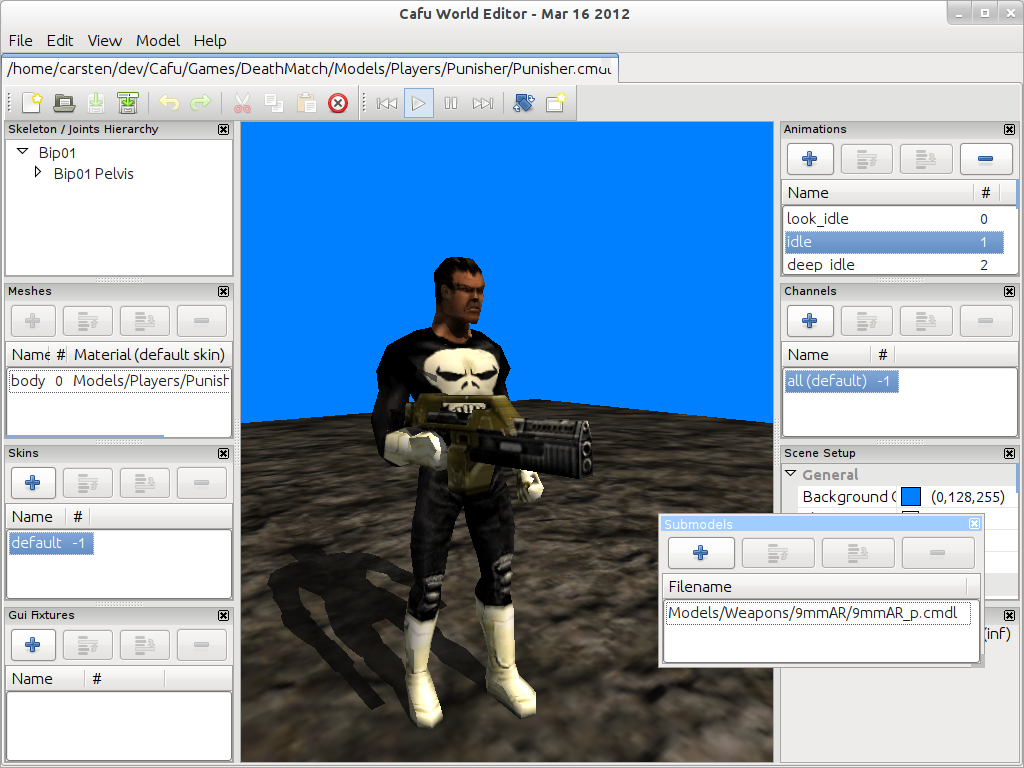 Cafu World Editor - Mar 16 2012
File Edit View Model Help
/home/carsten/dev/Cafu/Games/DeathMatch/Models/Players/Punisher/Punisher.cmdl
Skeleton / Joints Hierarchy
Bip01
Bip01 Pelvis
Meshes
Name # Material (default skin)
body 0 Models/Players/Punish
Skins
Name #
default -1
Gui Fixtures
Name #
Animations
Name #
look_idle 0
idle 1
deep_idle 2
Channels
Name #
all (default) -1
Scene Setup
General
Background C (0,128,255)
Submodels
Filename
Models/Weapons/9mmAR/9mmAR_p.cmdl
(inf)